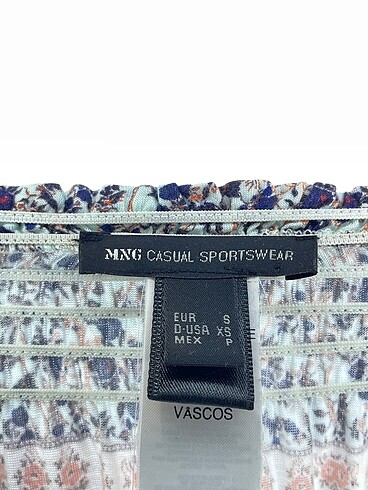 MNG CASUAL SPORTSWEAR
EUR S
D-USA XS
MEX P
VASCOS